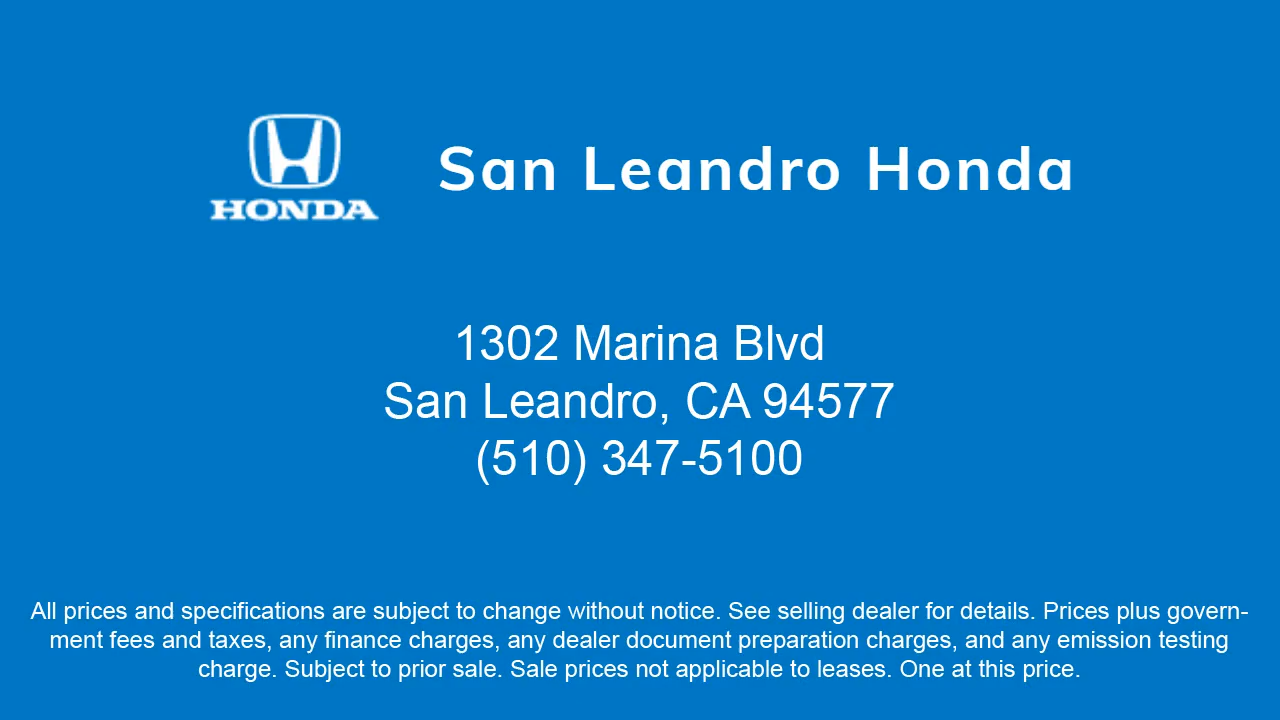 San Leandro Honda
HONDA
1302 Marina Blvd
San Leandro, CA 94577
(510) 347-5100
All prices and specifications are subject to change without notice. See selling dealer for details. Prices plus govern-
ment fees and taxes, any finance charges, any dealer document preparation charges, and any emission testing
charge. Subject to prior sale. Sale prices not applicable to leases. One at this price.